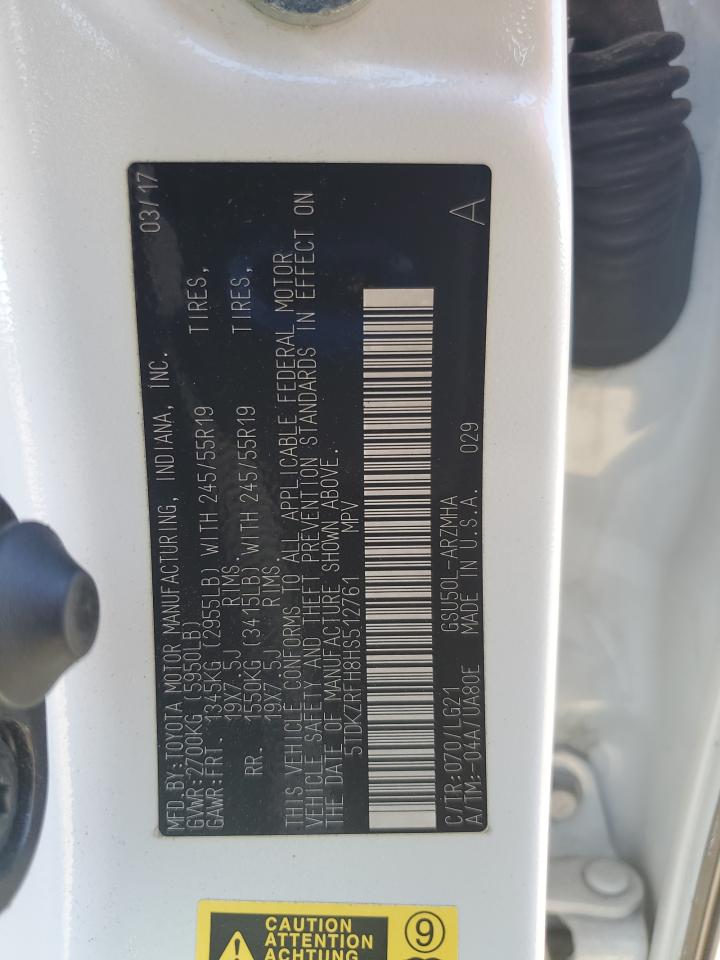 MFD.BY:TOYOTA MOTOR MANUFACTURING, INDIANA, INC. 03/17
GVWR:2700KG (5950LB)
GAWR:FRT. 1345KG (2955LB) WITH 245/55R19 TIRES,
19X7.5J RIMS
RR. 1550KG (3415LB) WITH 245/55R19 TIRES,
19X7.5J RIMS
THIS VEHICLE CONFORMS TO ALL APPLICABLE FEDERAL MOTOR
VEHICLE SAFETY AND THEFT PREVENTION STANDARDS IN EFFECT ON
THE DATE OF MANUFACTURE SHOWN ABOVE.
5TDKZRFH8HS512761 MPV
C/TR:070/LG21 GSU50L-ARZMHA
A/TM:-04A/UA80E MADE IN U.S.A. 029 A
CAUTION
ATTENTION
ACHTUNG
9